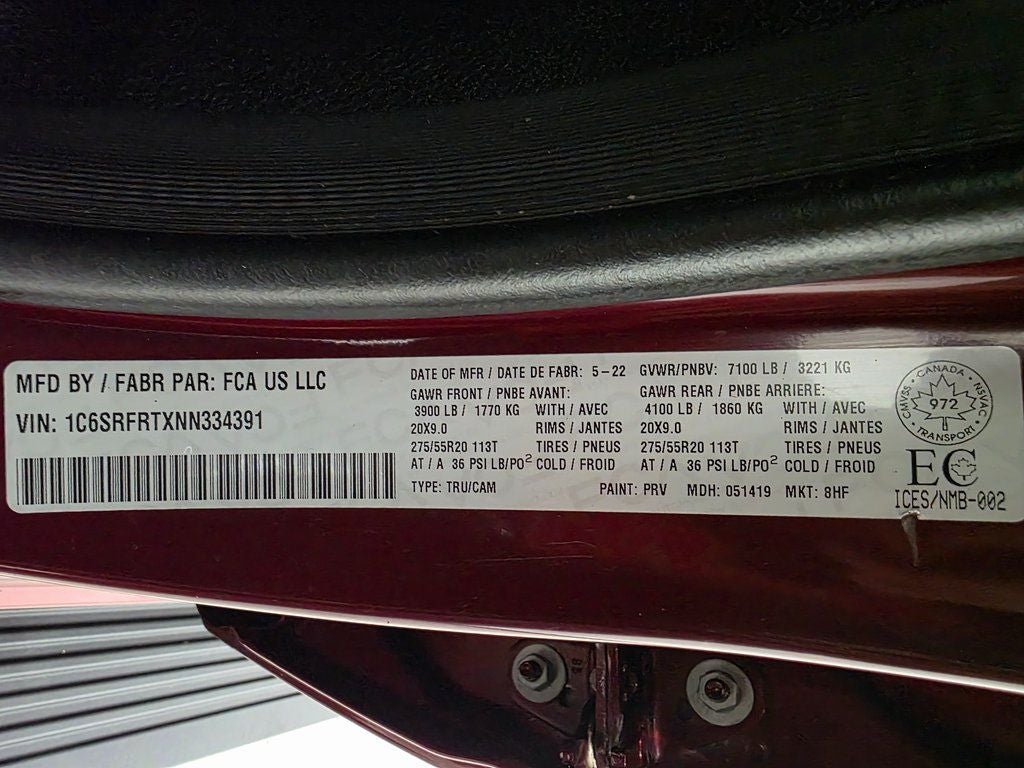 MFD BY / FABR PAR: FCA US LLC
VIN: 1C6SRFRTXNN334391
DATE OF MFR / DATE DE FABR: 5-22
GAWR FRONT / PNBE AVANT:
3900 LB / 1770 KG WITH / AVEC
20X9.0 RIMS / JANTES
275/55R20 113T TIRES / PNEUS
AT / A 36 PSI LB/PO² COLD / FROID
GVWR/PNBV: 7100 LB / 3221 KG
GAWR REAR / PNBE ARRIERE:
4100 LB / 1860 KG WITH / AVEC
20X9.0 RIMS / JANTES
275/55R20 113T TIRES / PNEUS
AT / A 36 PSI LB/PO² COLD / FROID
TYPE: TRU/CAM PAINT: PRV MDH: 051419 MKT: 8HF
CANADA
CMVSS 972 NSVAC
TRANSPORT
EC
ICES/NMB-002